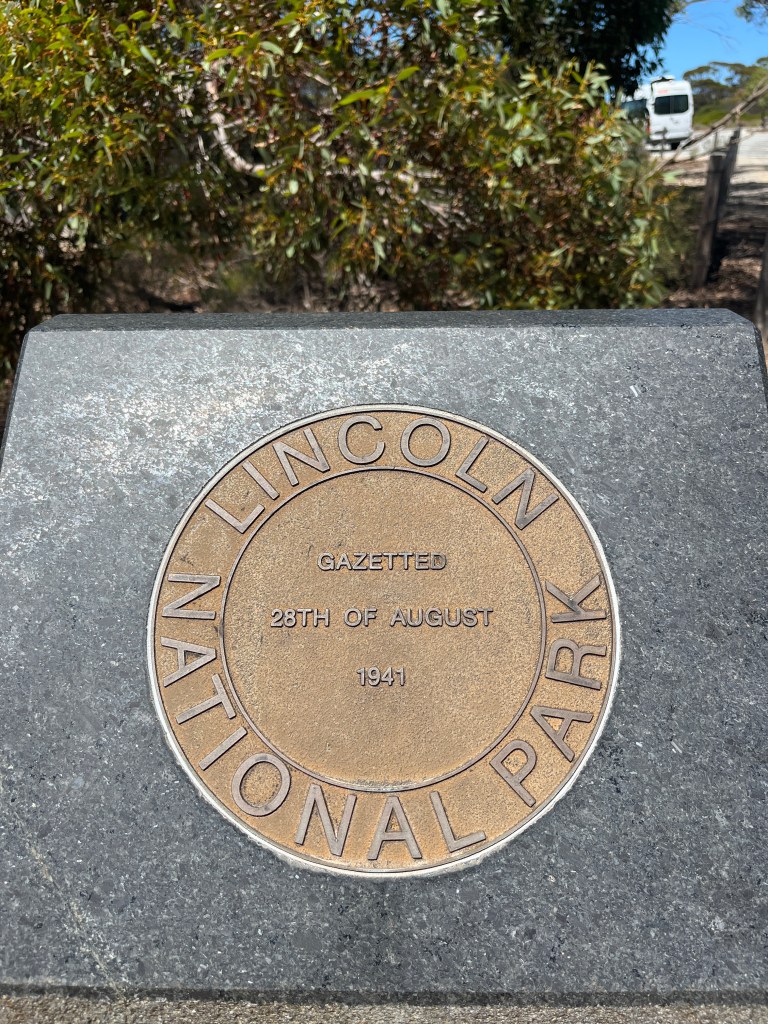 LINCOLN
NATIONAL PARK
GAZETTED
28TH OF AUGUST
1941